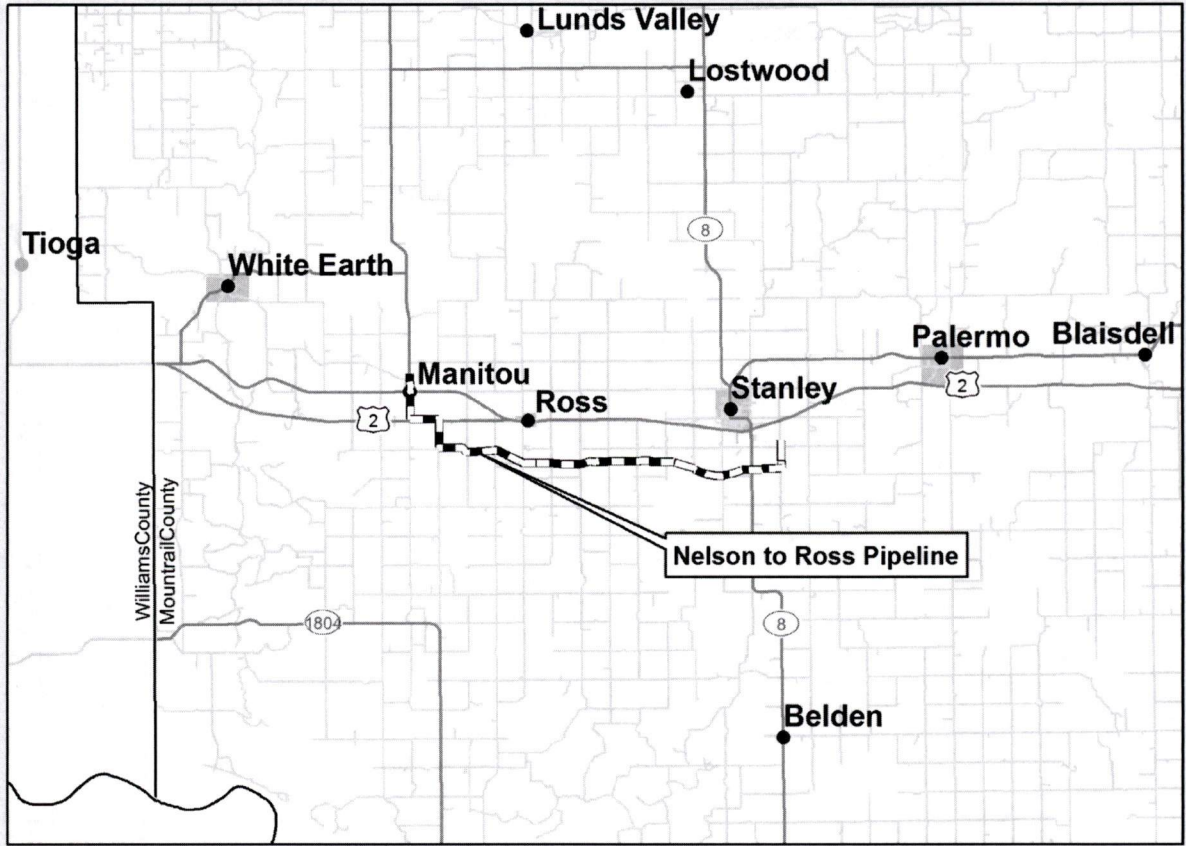 Lunds Valley
Lostwood
8
Tioga
White Earth
Palermo
Blaisdell
Manitou
Stanley
2
Ross
2
WilliamsCounty
MountrailCounty
Nelson to Ross Pipeline
1804
8
Belden